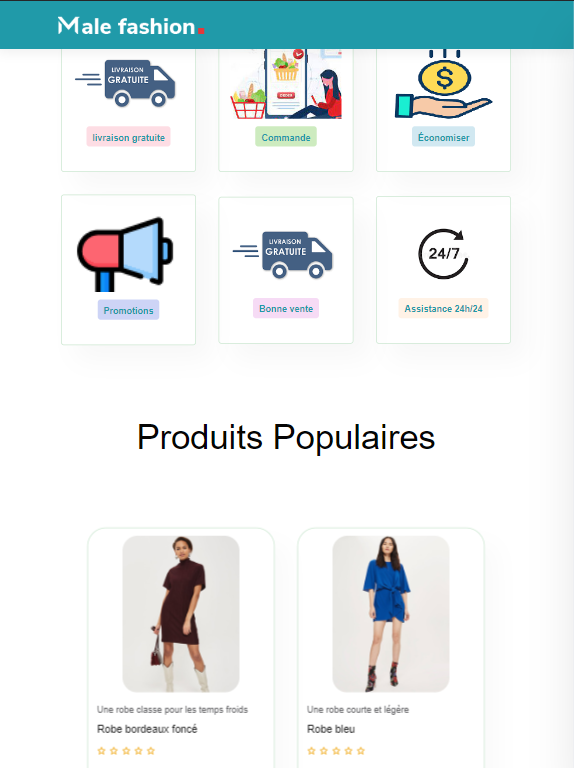 Male fashion.
LIVRAISON
GRATUITE
ORDER
$
livraison gratuite
Commande
Économiser
LIVRAISON
GRATUITE
24/7
Promotions
Bonne vente
Assistance 24h/24
Produits Populaires
Une robe classe pour les temps froids
Robe bordeaux foncé
Une robe courte et légére
Robe bleu